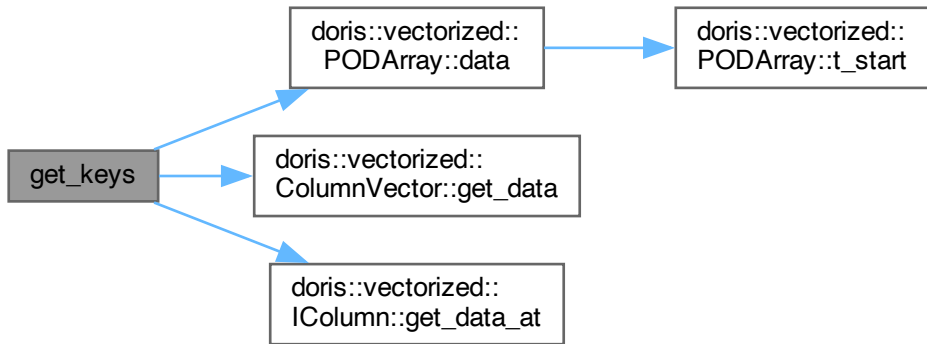 get_keys
doris::vectorized::
PODArray::data
doris::vectorized::
PODArray::t_start
doris::vectorized::
ColumnVector::get_data
doris::vectorized::
IColumn::get_data_at